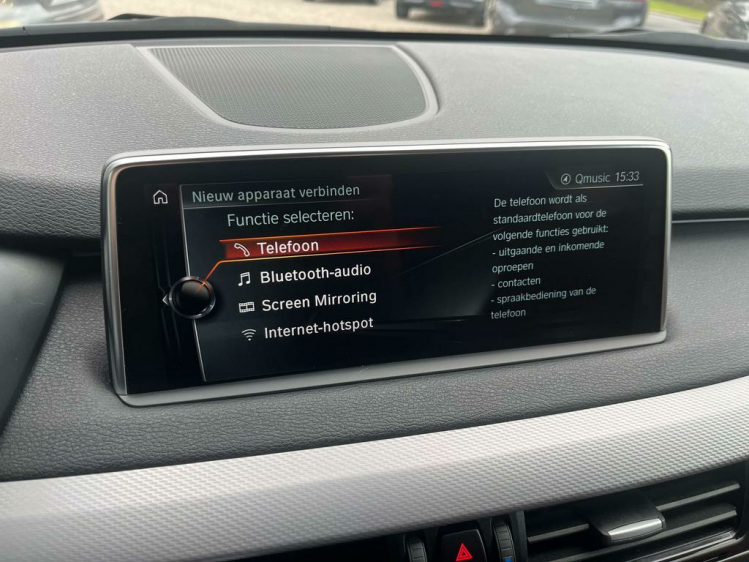 Qmusic 15:33
Nieuw apparaat verbinden
Functie selecteren:
Telefoon
Bluetooth-audio
Screen Mirroring
Internet-hotspot
De telefoon wordt als
standaardtelefoon voor de
volgende functies gebruikt:
- uitgaande en inkomende
oproepen
- contacten
- spraakbediening van de
telefoon